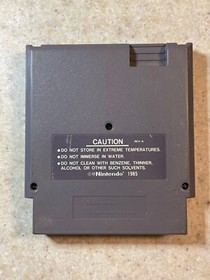 CAUTION REV-A
•DO NOT STORE IN EXTREME TEMPERATURES.
•DO NOT IMMERSE IN WATER.
•DO NOT CLEAN WITH BENZENE, THINNER,
ALCOHOL OR OTHER SUCH SOLVENTS.
©®Nintendo 1985